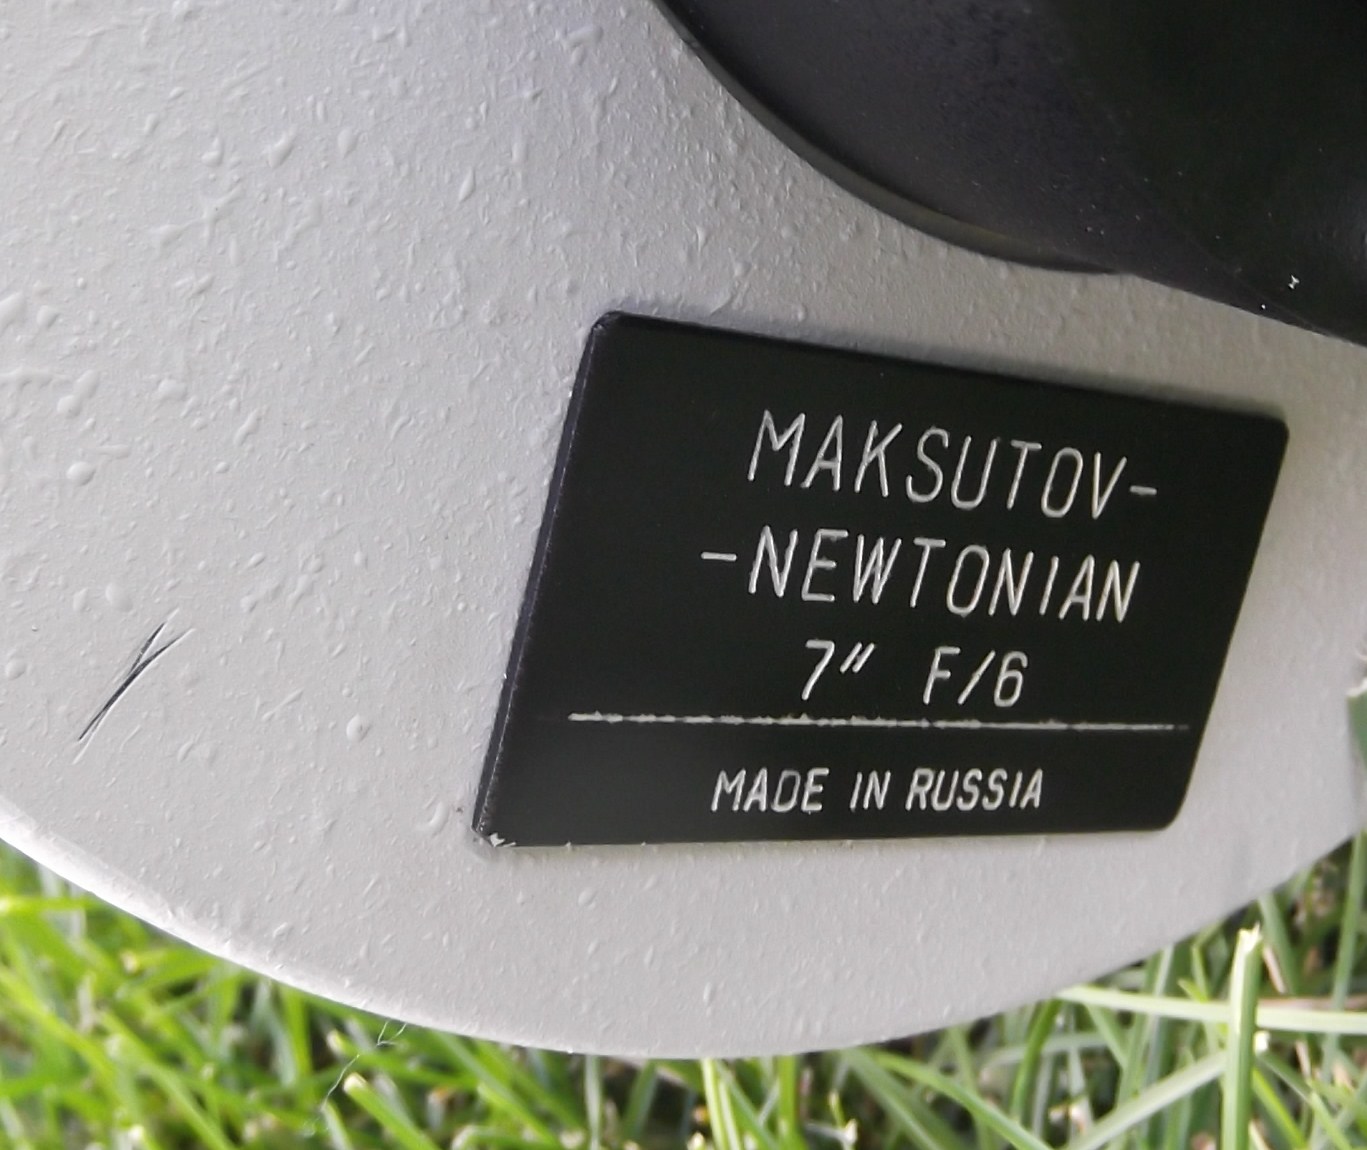 MAKSUTOV-
-NEWTONIAN
7" F/6
MADE IN RUSSIA